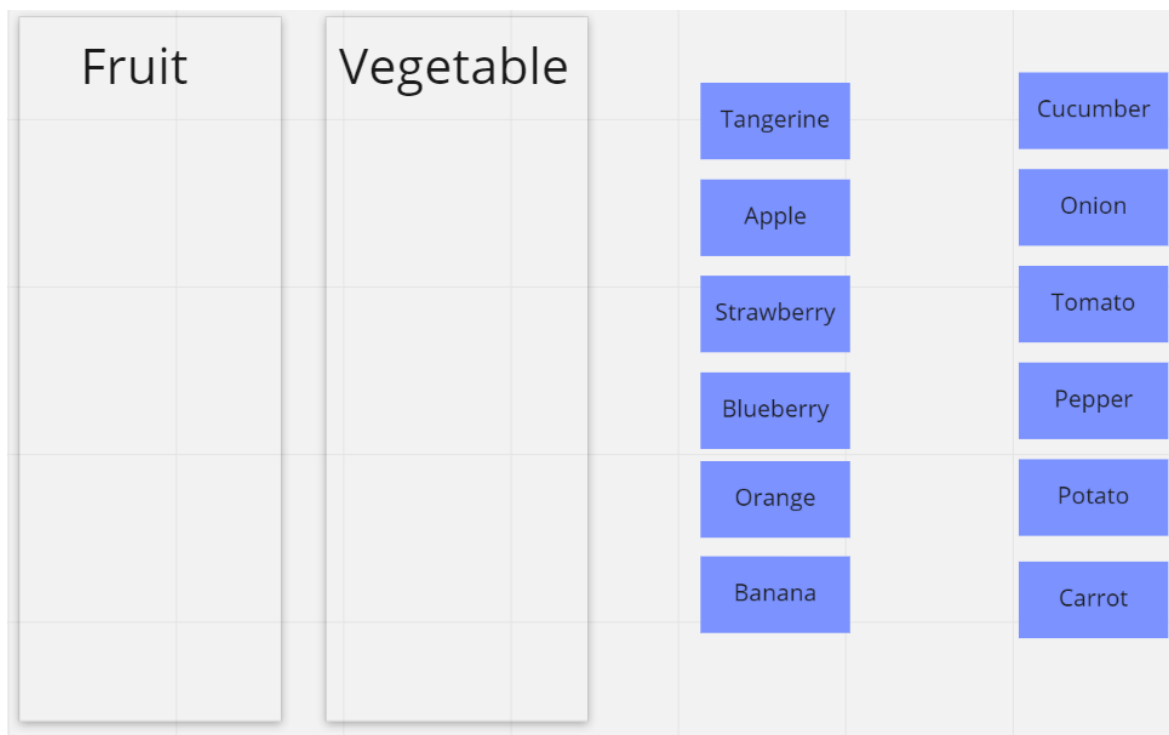 Fruit
Vegetable
Tangerine
Apple
Strawberry
Blueberry
Orange
Banana
Cucumber
Onion
Tomato
Pepper
Potato
Carrot